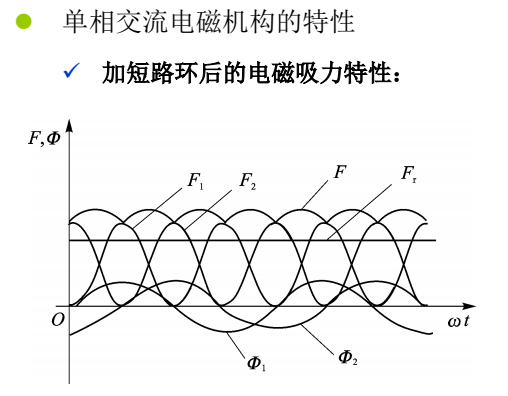 单相交流电磁机构的特性
加短路环后的电磁吸力特性:
F,Φ
F₁ F₂ F Fᵣ
O ωt
Φ₁ Φ₂